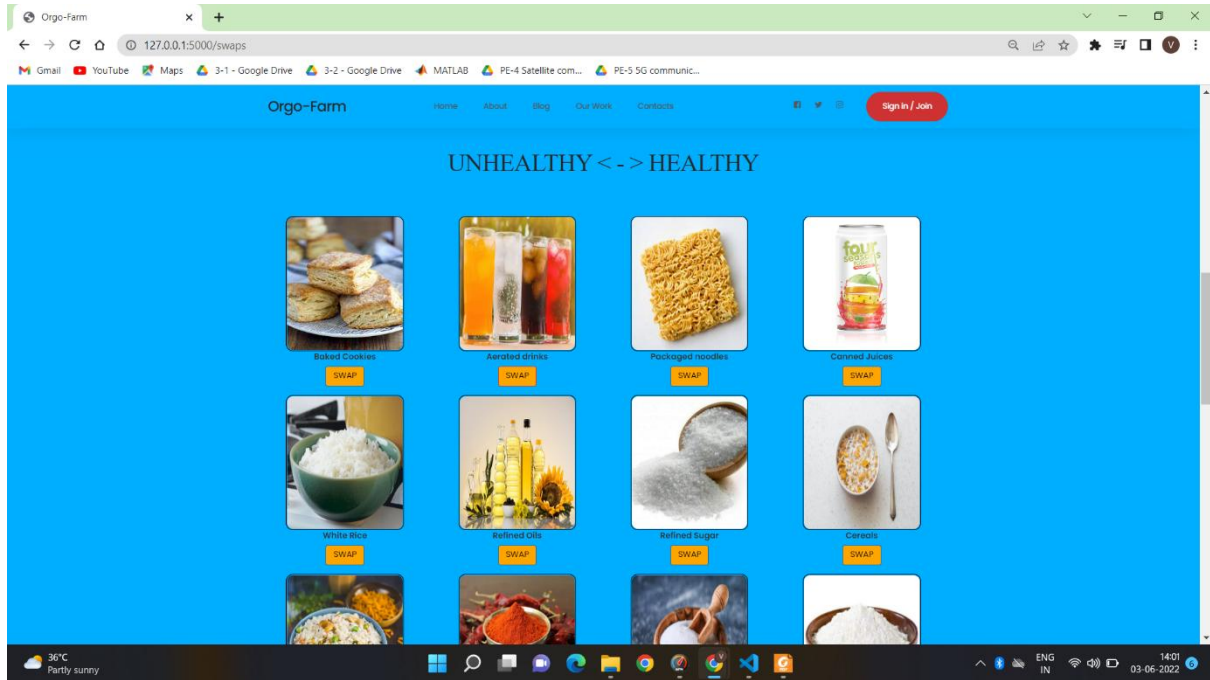 Orgo-Farm
127.0.0.1:5000/swaps
Gmail YouTube Maps 3-1 - Google Drive 3-2 - Google Drive MATLAB PE-4 Satellite com... PE-5 5G communic...
V
Orgo-Farm Home About Blog Our Work Contacts Sign in / Join
UNHEALTHY < - > HEALTHY
four seasons
Baked Cookies Aerated drinks Packaged noodles Canned Juices
SWAP SWAP SWAP SWAP
White Rice Refined Oils Refined Sugar Cereals
SWAP SWAP SWAP SWAP
36°C
Partly sunny
ENG
IN
14:01
03-06-2022
6